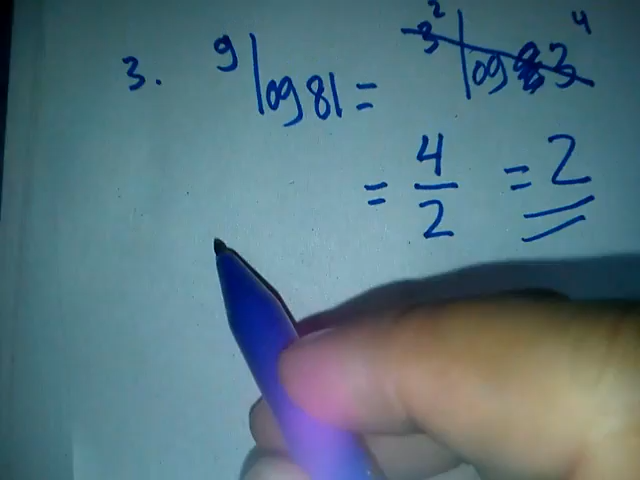 3. ⁹log 81 = 3²log 3⁴
= 4/2 = 2